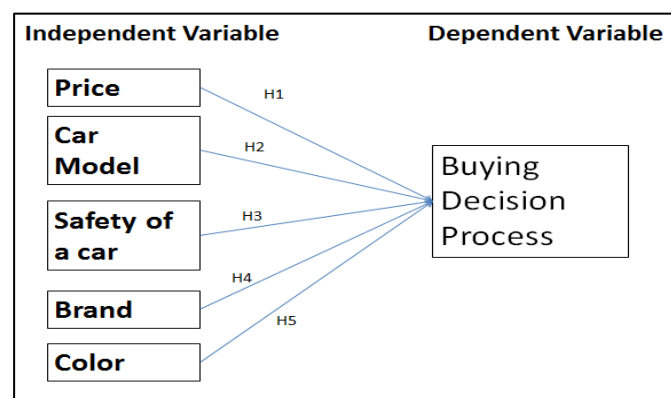 Independent Variable
Dependent Variable
Price
H1
Car
Model
H2
Safety of
a car
H3
Brand
H4
Color
H5
Buying
Decision
Process